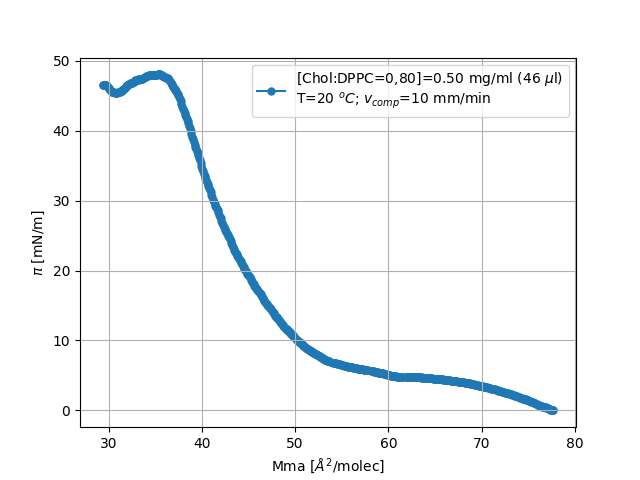 [Chol:DPPC=0,80]=0.50 mg/ml (46 μl)
T=20 °C; v_comp=10 mm/min
50
40
30
20
10
0
π [mN/m]
30 40 50 60 70 80
Mma [Å²/molec]